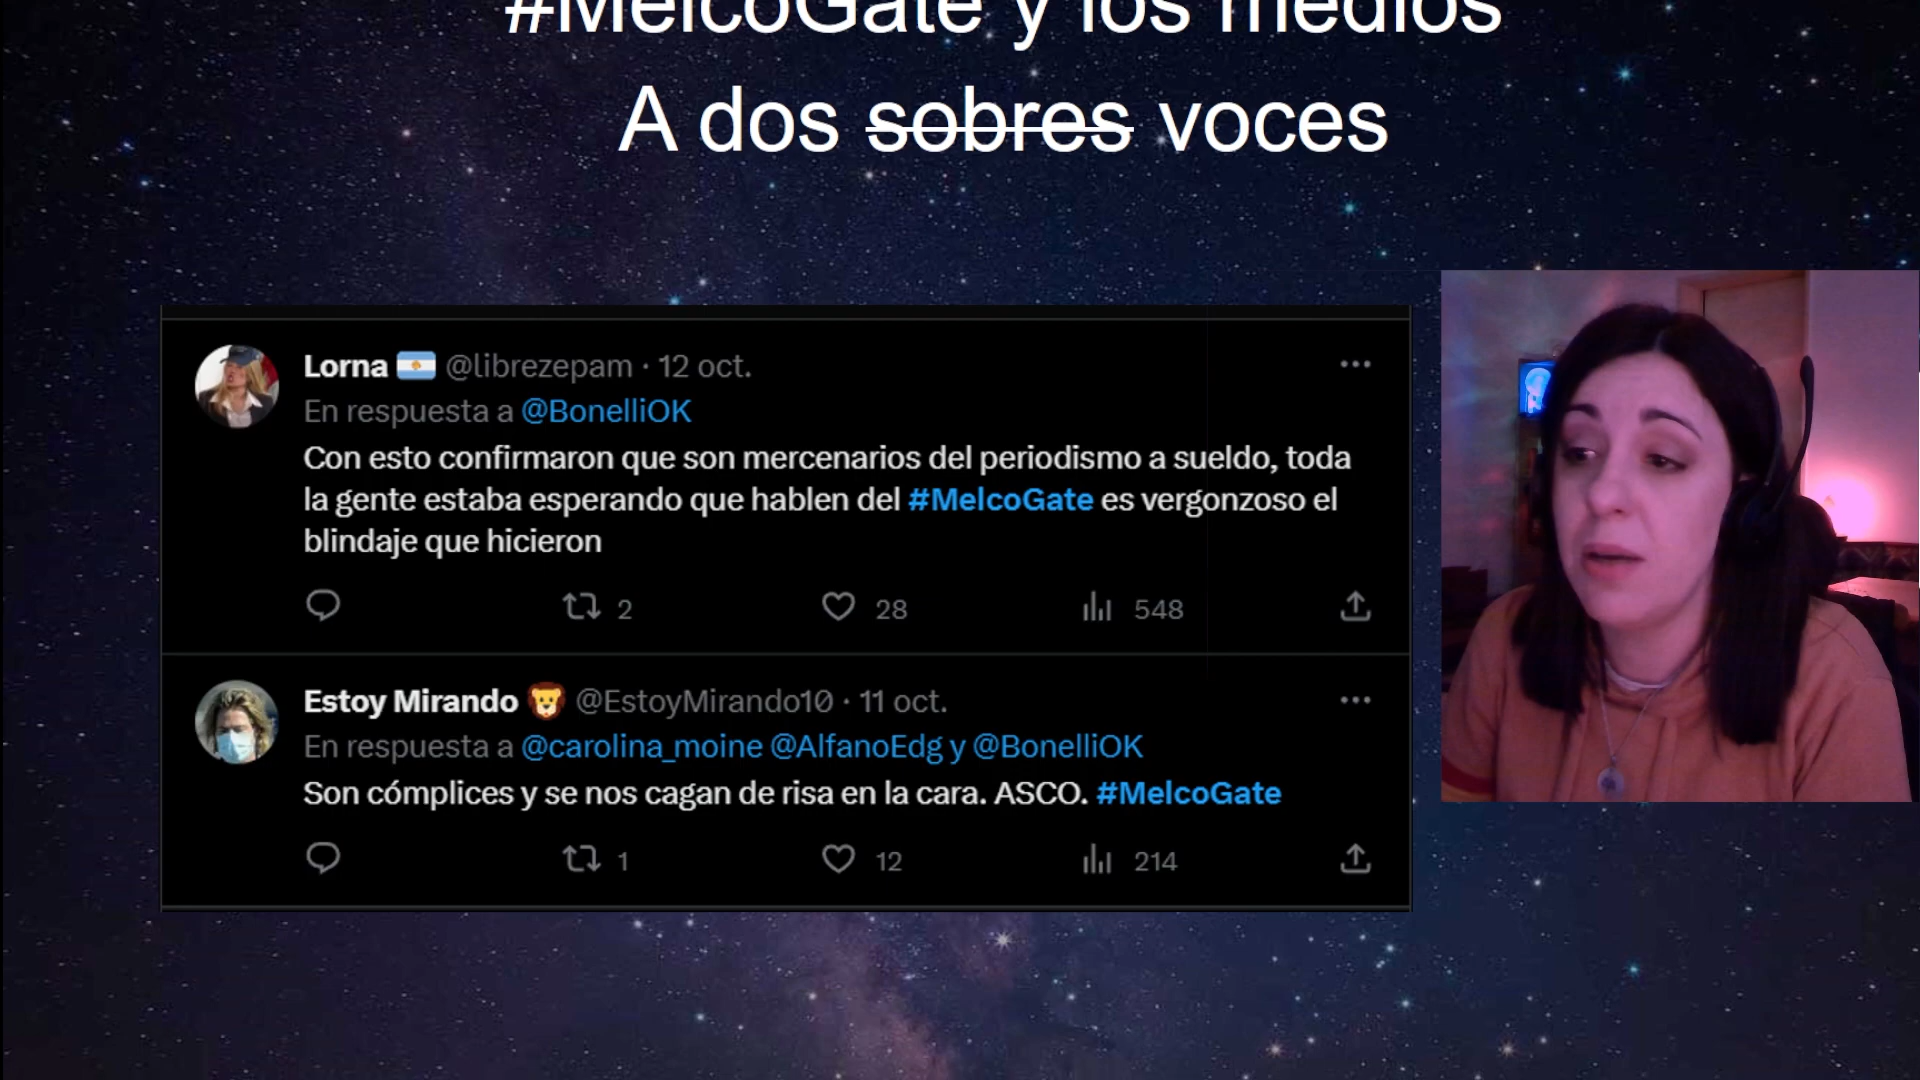 #MelcoGate y los medios
A dos sobres voces
Lorna @librezepam · 12 oct.
En respuesta a @BonelliOK
Con esto confirmaron que son mercenarios del periodismo a sueldo, toda
la gente estaba esperando que hablen del #MelcoGate es vergonzoso el
blindaje que hicieron
2 28 548
Estoy Mirando @EstoyMirando10 · 11 oct.
En respuesta a @carolina_moine @AlfanoEdg y @BonelliOK
Son cómplices y se nos cagan de risa en la cara. ASCO. #MelcoGate
1 12 214